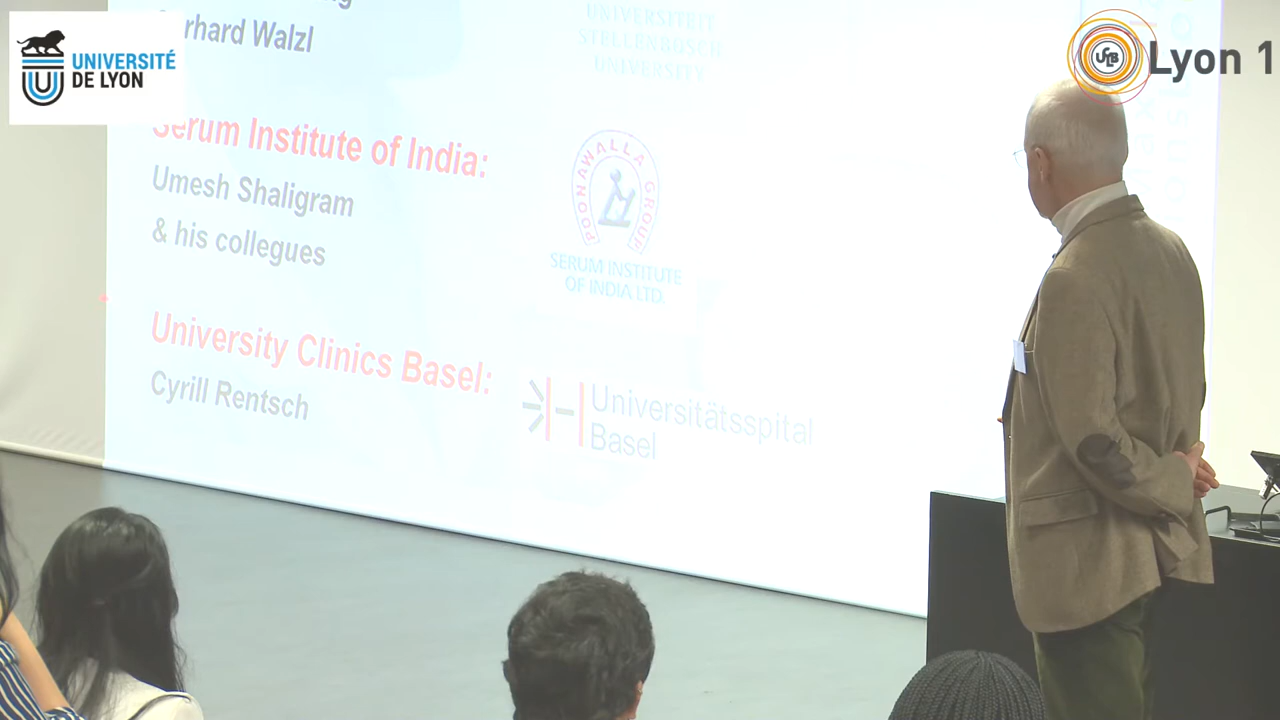 UNIVERSITÉ
DE LYON
UCLB
Lyon 1
rhard Walzl
UNIVERSITEIT
STELLENBOSCH
UNIVERSITY
Serum Institute of India:
Umesh Shaligram
& his collegues
POONAWALLA GROUP
SERUM INSTITUTE
OF INDIA LTD.
University Clinics Basel:
Cyrill Rentsch
Universitätsspital
Basel